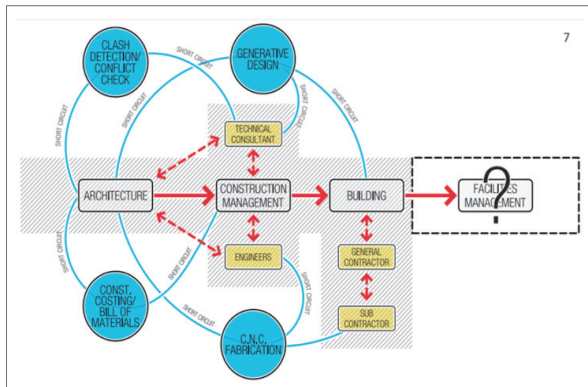 7
CLASH
DETECTION/
CONFLICT
CHECK
SHORT CIRCUIT
GENERATIVE
DESIGN
SHORT CIRCUIT
SHORT CIRCUIT
SHORT CIRCUIT
TECHNICAL
CONSULTANT
ARCHITECTURE
CONSTRUCTION
MANAGEMENT
BUILDING
FACILITIES
MANAGEMENT
?
SHORT CIRCUIT
SHORT CIRCUIT
ENGINEERS
GENERAL
CONTRACTOR
CONST.
COSTING/
BILL OF
MATERIALS
SHORT CIRCUIT
SHORT CIRCUIT
SUB
CONTRACTOR
C.N.C.
FABRICATION